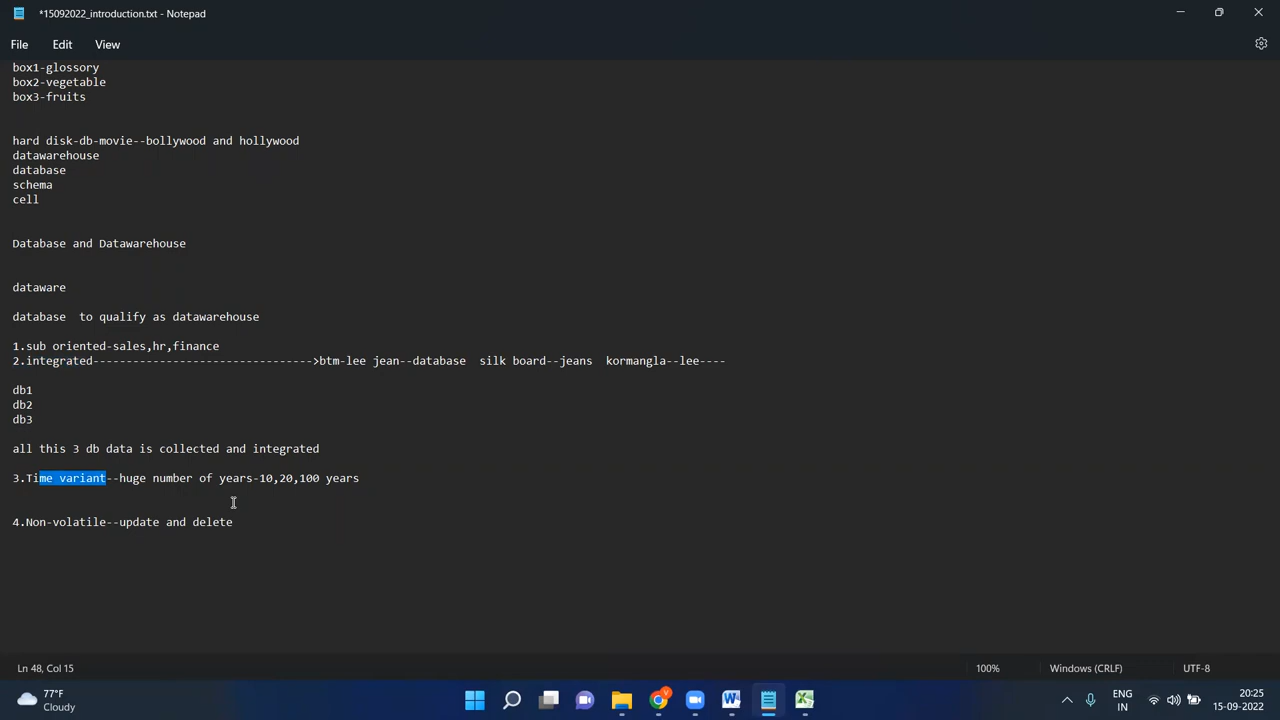 *15092022_introduction.txt - Notepad
File Edit View
box1-glossory
box2-vegetable
box3-fruits
hard disk-db-movie--bollywood and hollywood
datawarehouse
database
schema
cell
Database and Datawarehouse
dataware
database  to qualify as datawarehouse
1.sub oriented-sales,hr,finance
2.integrated--------------------------------->btm-lee jean--database  silk board--jeans  kormangla--lee----
db1
db2
db3
all this 3 db data is collected and integrated
3.Time variant--huge number of years-10,20,100 years
4.Non-volatile--update and delete
Ln 48, Col 15 100% Windows (CRLF) UTF-8
77°F
Cloudy
ENG
IN
20:25
15-09-2022